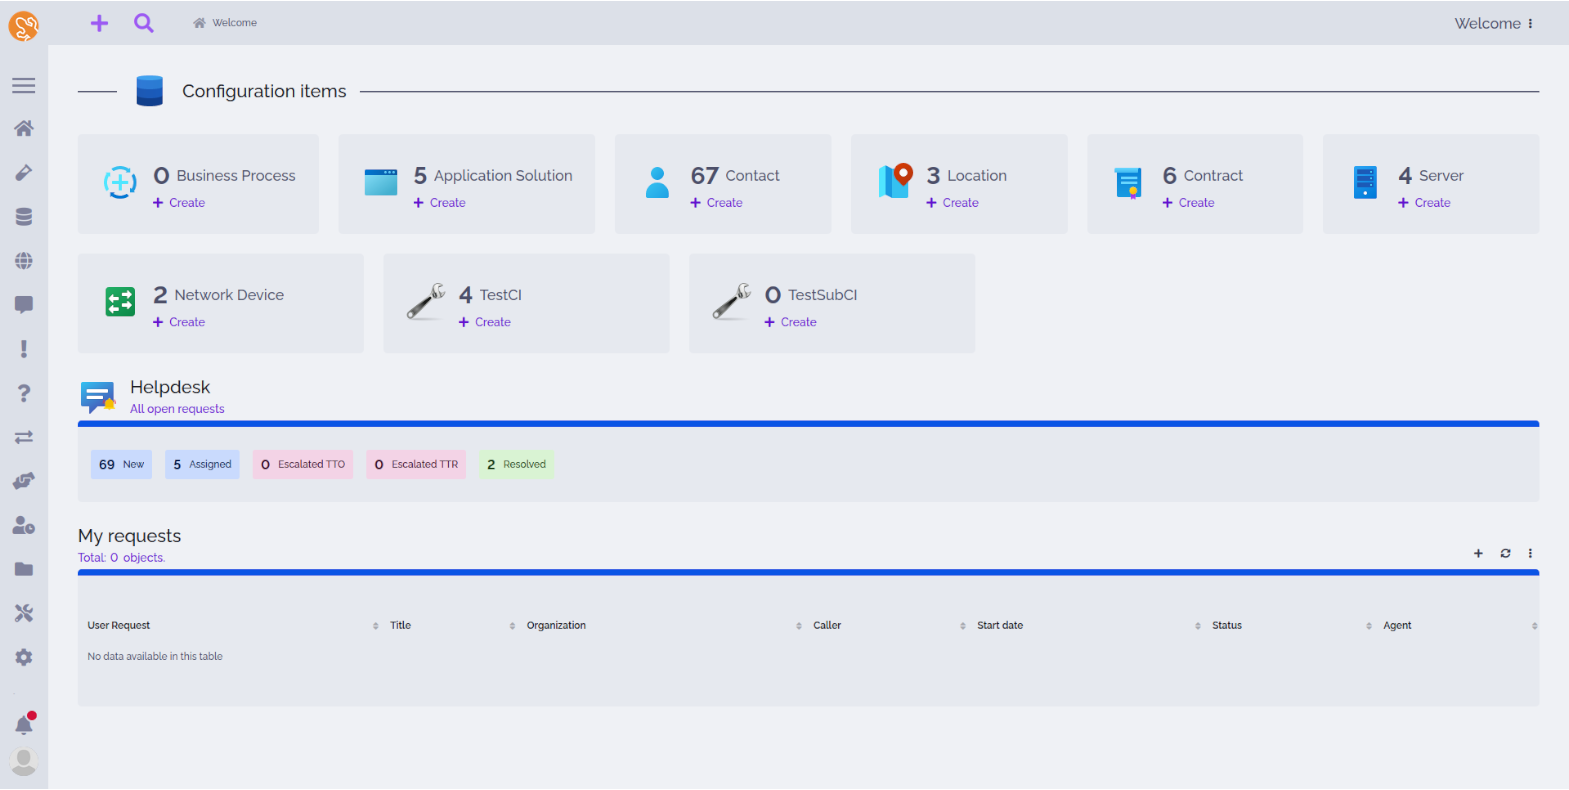 Welcome
Welcome
Configuration items
0 Business Process
Create
5 Application Solution
Create
67 Contact
Create
3 Location
Create
6 Contract
Create
4 Server
Create
2 Network Device
Create
4 TestCI
Create
0 TestSubCI
Create
Helpdesk
All open requests
69 New
5 Assigned
0 Escalated TTO
0 Escalated TTR
2 Resolved
My requests
Total: 0 objects.
User Request Title Organization Caller Start date Status Agent
No data available in this table